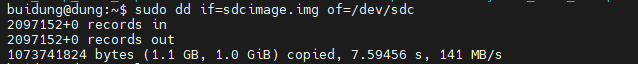 buidung@dung:~$ sudo dd if=sdcimage.img of=/dev/sdc
2097152+0 records in
2097152+0 records out
1073741824 bytes (1.1 GB, 1.0 GiB) copied, 7.59456 s, 141 MB/s